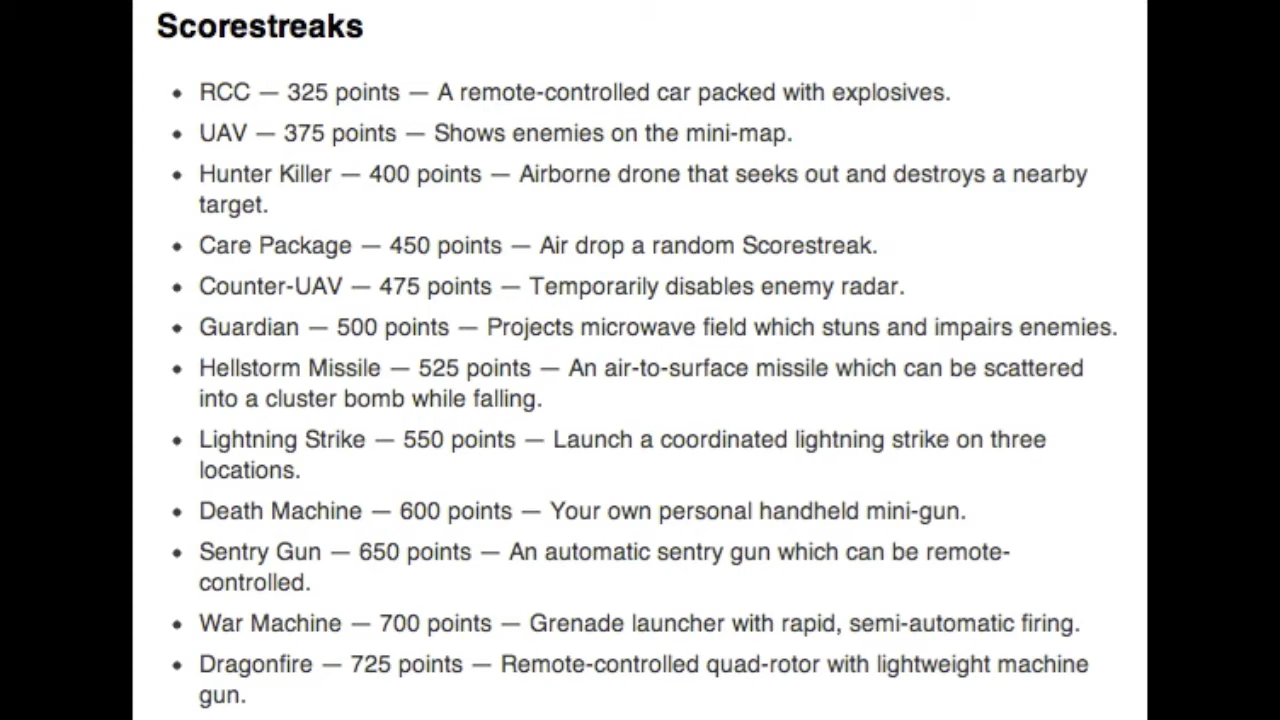 Scorestreaks
• RCC — 325 points — A remote-controlled car packed with explosives.
• UAV — 375 points — Shows enemies on the mini-map.
• Hunter Killer — 400 points — Airborne drone that seeks out and destroys a nearby
target.
• Care Package — 450 points — Air drop a random Scorestreak.
• Counter-UAV — 475 points — Temporarily disables enemy radar.
• Guardian — 500 points — Projects microwave field which stuns and impairs enemies.
• Hellstorm Missile — 525 points — An air-to-surface missile which can be scattered
into a cluster bomb while falling.
• Lightning Strike — 550 points — Launch a coordinated lightning strike on three
locations.
• Death Machine — 600 points — Your own personal handheld mini-gun.
• Sentry Gun — 650 points — An automatic sentry gun which can be remote-
controlled.
• War Machine — 700 points — Grenade launcher with rapid, semi-automatic firing.
• Dragonfire — 725 points — Remote-controlled quad-rotor with lightweight machine
gun.